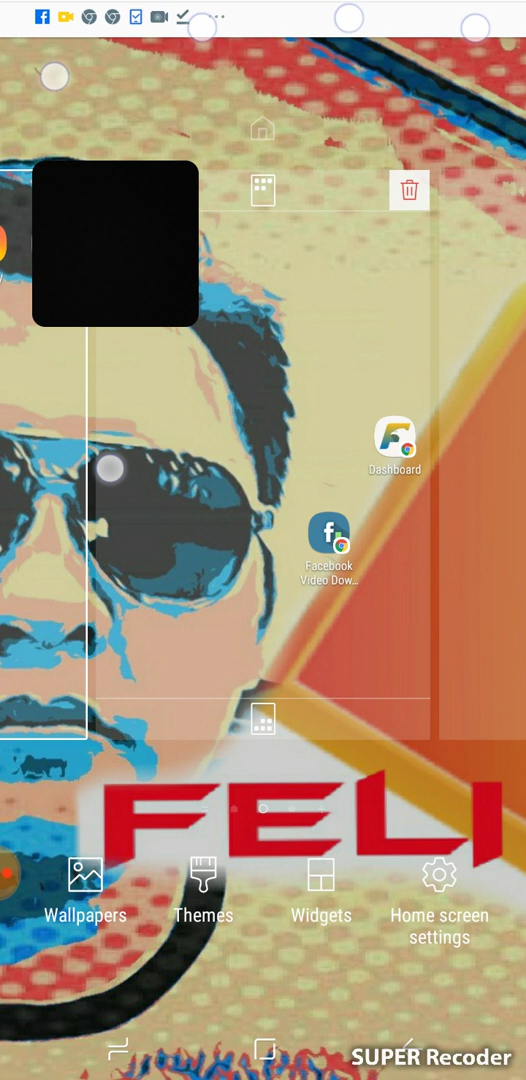 Dashboard
Facebook
Video Dow...
FELI
Wallpapers
Themes
Widgets
Home screen
settings
SUPER Recoder